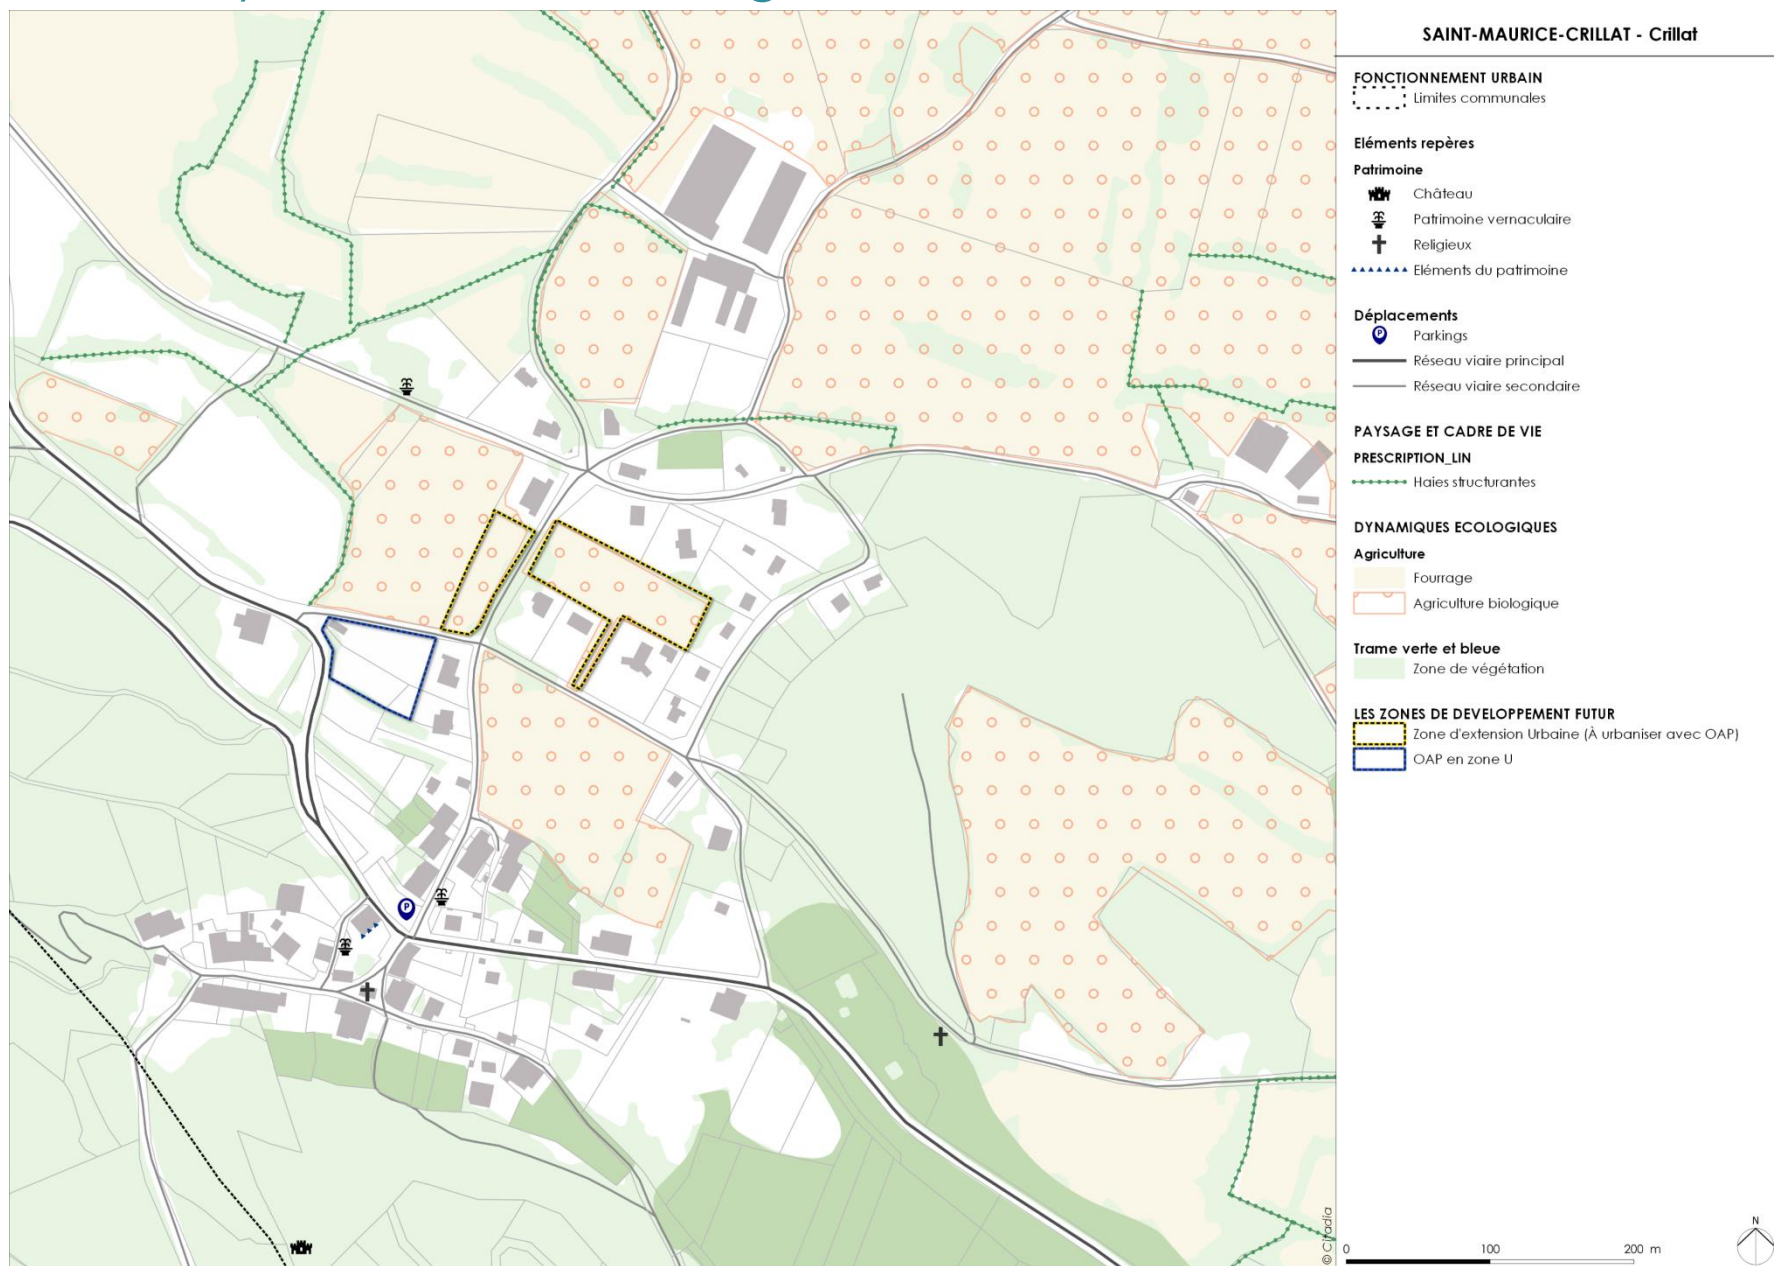 SAINT-MAURICE-CRILLAT - Crillat
FONCTIONNEMENT URBAIN
Limites communales
Eléments repères
Patrimoine
Château
Patrimoine vernaculaire
Religieux
Eléments du patrimoine
Déplacements
P
Parkings
Réseau viaire principal
Réseau viaire secondaire
PAYSAGE ET CADRE DE VIE
PRESCRIPTION_LIN
Haies structurantes
DYNAMIQUES ECOLOGIQUES
Agriculture
Fourrage
Agriculture biologique
Trame verte et bleue
Zone de végétation
LES ZONES DE DEVELOPPEMENT FUTUR
Zone d'extension Urbaine (À urbaniser avec OAP)
OAP en zone U
P
© Citadia
0 100 200 m
N